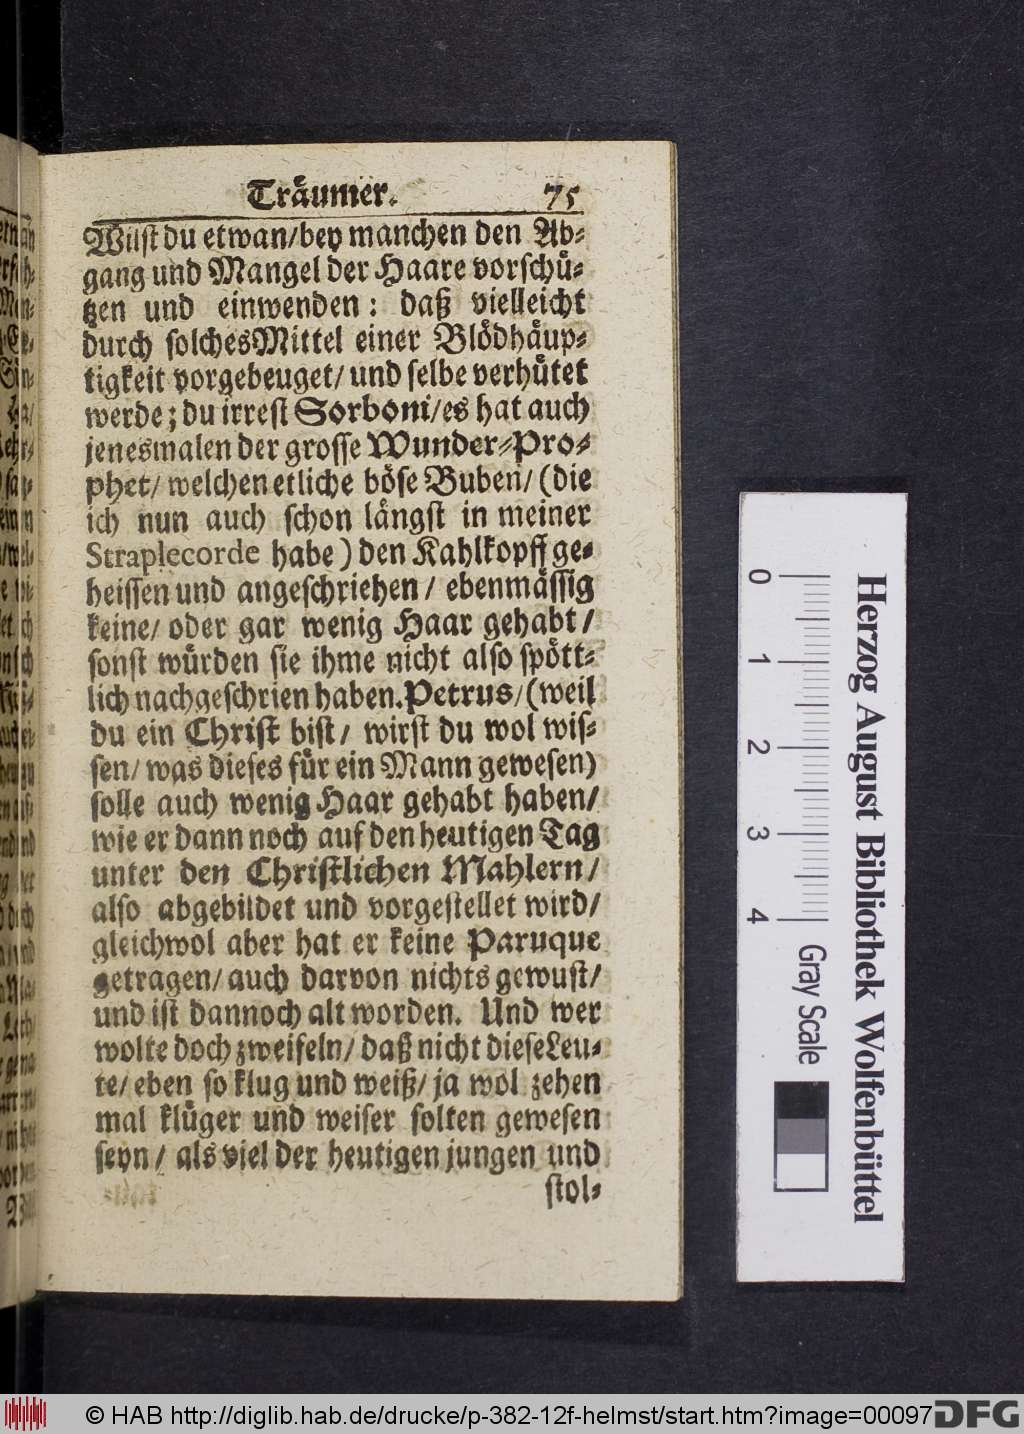 Träumer. 75
Wilst du etwan/bey manchen den Ab-
gang und Mangel der Haare vorschü-
tzen und einwenden: daß vielleicht
durch solchesMittel einer Blödhäup-
tigkeit vorgebeuget/ und selbe verhütet
werde; du irrest Sorboni/es hat auch
jenesmalen der grosse Wunder-Pro-
phet/ welchen etliche böse Buben/ (die
ich nun auch schon längst in meiner
Straplecorde habe) den Kahlkopff ge-
heissen und angeschriehen / ebenmässig
keine/ oder gar wenig Haar gehabt/
sonst würden sie ihme nicht also spött-
lich nachgeschrien haben.Petrus/(weil
du ein Christ bist/ wirst du wol wis-
sen/ was dieses für ein Mann gewesen)
solle auch wenig Haar gehabt haben/
wie er dann noch auf den heutigen Tag
unter den Christlichen Mahlern/
also abgebildet und vorgestellet wird/
gleichwol aber hat er keine Paruque
getragen/ auch darvon nichts gewust/
und ist dannoch alt worden. Und wer
wolte doch zweifeln/ daß nicht dieseLeu-
te/ eben so klug und weiß/ ja wol zehen
mal klüger und weiser solten gewesen
seyn / als viel der heutigen jungen und
stol-
Herzog August Bibliothek Wolfenbüttel
0 1 2 3 4
Gray Scale
© HAB http://diglib.hab.de/drucke/p-382-12f-helmst/start.htm?image=00097
DFG